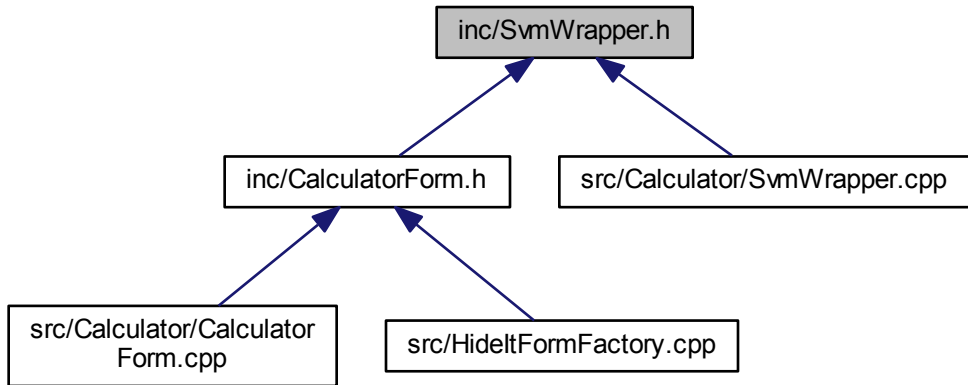 inc/SvmWrapper.h
inc/CalculatorForm.h
src/Calculator/SvmWrapper.cpp
src/Calculator/Calculator
Form.cpp
src/HideItFormFactory.cpp